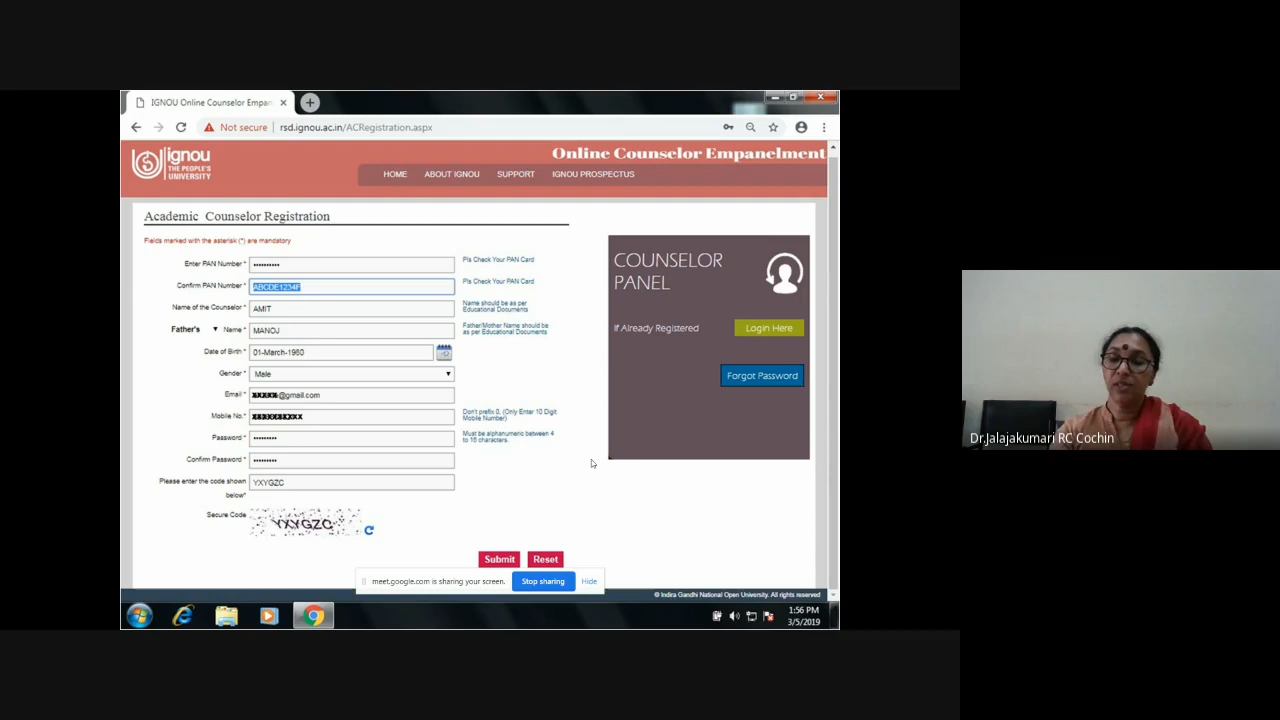 IGNOU Online Counselor Empan
Not secure | rsd.ignou.ac.in/ACRegistration.aspx
ignou
THE PEOPLE'S
UNIVERSITY
Online Counselor Empanelment
HOME ABOUT IGNOU SUPPORT IGNOU PROSPECTUS
Academic Counselor Registration
Fields marked with the asterisk (*) are mandatory
Enter PAN Number * •••••••••• Pls Check Your PAN Card
Confirm PAN Number * ABCDE1234F Pls Check Your PAN Card
Name of the Counselor * AMIT Name should be as per
Educational Documents
Father's Name * MANOJ Father/Mother Name should be
as per Educational Documents
Date of Birth * 01-March-1960
Gender * Male
Email * @gmail.com
Mobile No.* Don't prefix 0, (Only Enter 10 Digit
Mobile Number)
Password * ••••••••• Must be alphanumeric between 4
to 16 characters.
Confirm Password * •••••••••
Please enter the code shown
below* YXYGZC
Secure Code YXYGZC
Submit Reset
COUNSELOR
PANEL
If Already Registered Login Here
Forgot Password
meet.google.com is sharing your screen. Stop sharing Hide
© Indira Gandhi National Open University. All rights reserved
1:56 PM
3/5/2019
Dr.Jalajakumari RC Cochin